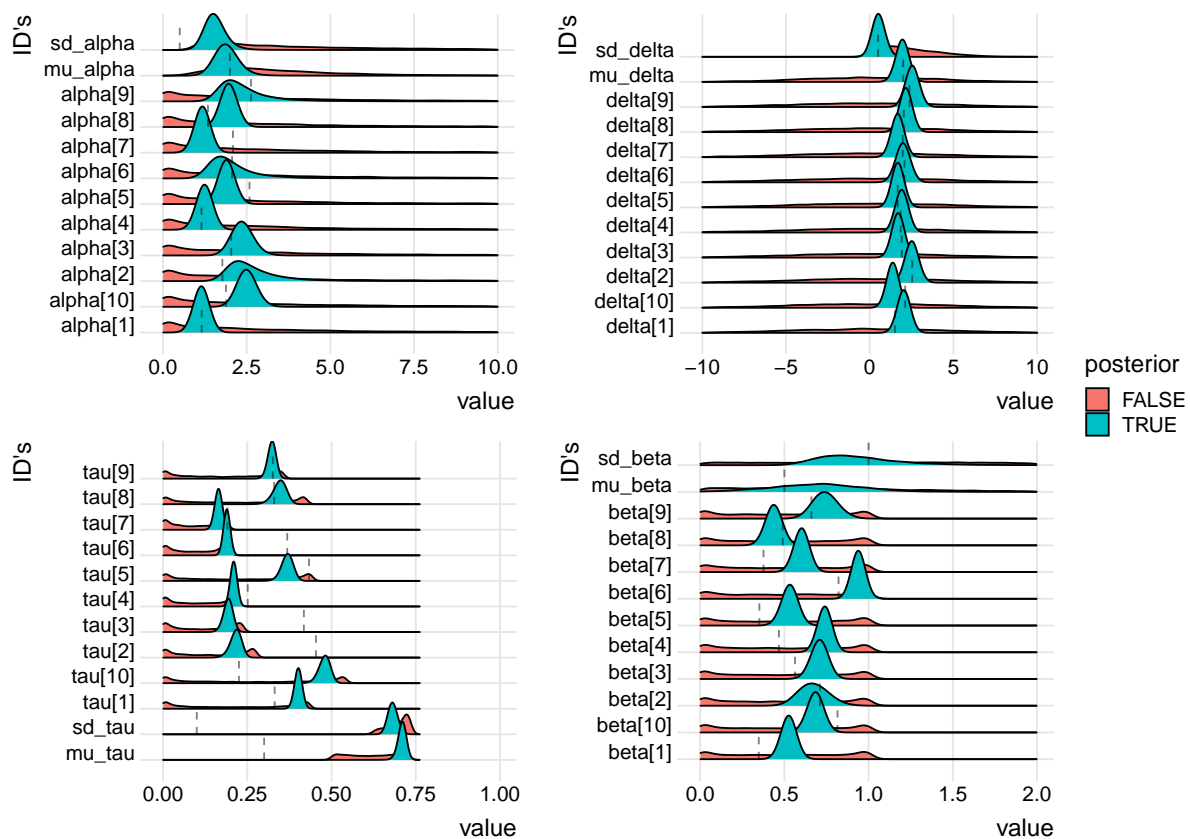 ID's
sd_alpha
mu_alpha
alpha[9]
alpha[8]
alpha[7]
alpha[6]
alpha[5]
alpha[4]
alpha[3]
alpha[2]
alpha[10]
alpha[1]
0.0 2.5 5.0 7.5 10.0
value
ID's
sd_delta
mu_delta
delta[9]
delta[8]
delta[7]
delta[6]
delta[5]
delta[4]
delta[3]
delta[2]
delta[10]
delta[1]
−10 −5 0 5 10
value
posterior
FALSE
TRUE
ID's
tau[9]
tau[8]
tau[7]
tau[6]
tau[5]
tau[4]
tau[3]
tau[2]
tau[10]
tau[1]
sd_tau
mu_tau
0.00 0.25 0.50 0.75 1.00
value
ID's
sd_beta
mu_beta
beta[9]
beta[8]
beta[7]
beta[6]
beta[5]
beta[4]
beta[3]
beta[2]
beta[10]
beta[1]
0.0 0.5 1.0 1.5 2.0
value